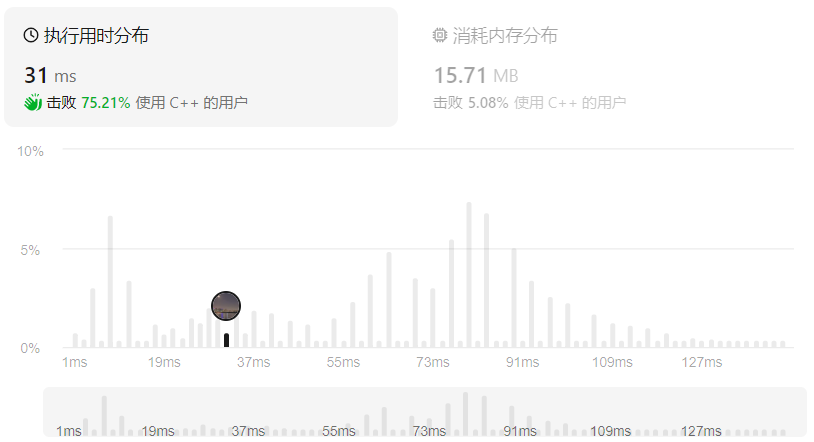 执行用时分布
31 ms
击败 75.21% 使用 C++ 的用户
消耗内存分布
15.71 MB
击败 5.08% 使用 C++ 的用户
10%
5%
0%
1ms 19ms 37ms 55ms 73ms 91ms 109ms 127ms
1ms 19ms 37ms 55ms 73ms 91ms 109ms 127ms